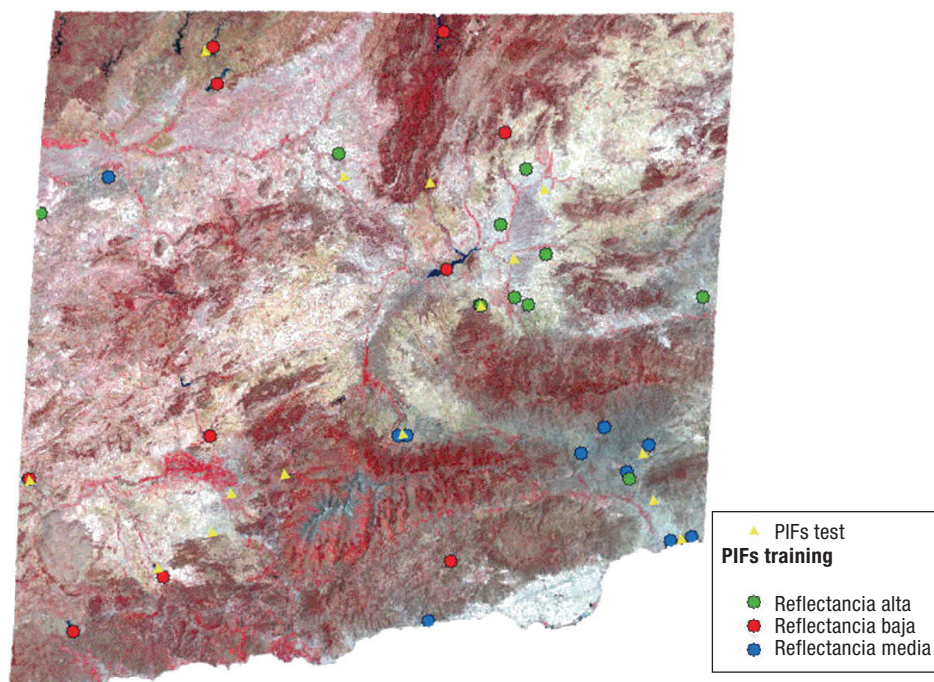 PIFs test
PIFs training
Reflectancia alta
Reflectancia baja
Reflectancia media